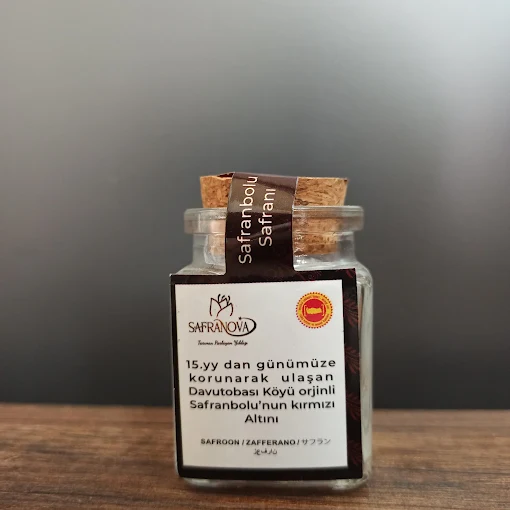 Safranbolu
Safranı
SAFRANOVA
15.yy dan günümüze
korunarak ulaşan
Davutobası Köyü orjinli
Safranbolu'nun kırmızı
Altını
SAFROON / ZAFFERANO / サフラン